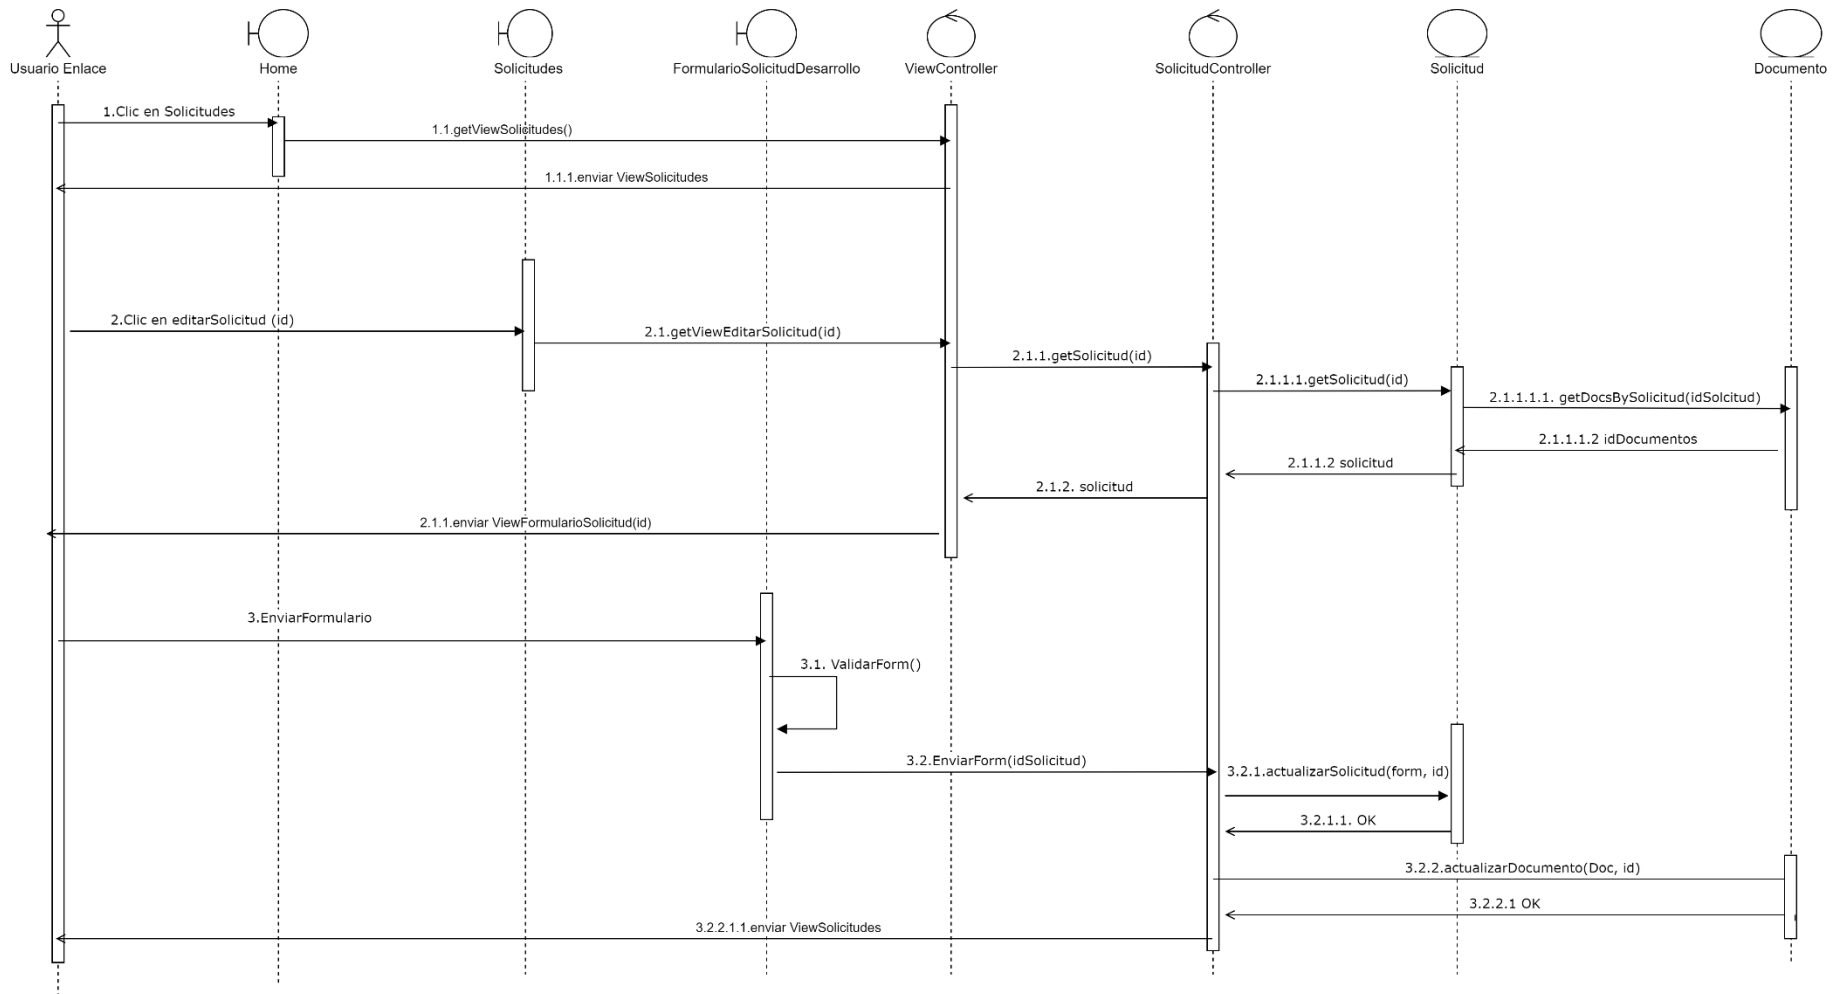 Usuario Enlace
Home
Solicitudes
FormularioSolicitudDesarrollo
ViewController
SolicitudController
Solicitud
Documento
1.Clic en Solicitudes
1.1.getViewSolicitudes()
1.1.1.enviar ViewSolicitudes
2.Clic en editarSolicitud (id)
2.1.getViewEditarSolicitud(id)
2.1.1.getSolicitud(id)
2.1.1.1.getSolicitud(id)
2.1.1.1.1. getDocsBySolicitud(idSolcitud)
2.1.1.1.2 idDocumentos
2.1.1.2 solicitud
2.1.2. solicitud
2.1.1.enviar ViewFormularioSolicitud(id)
3.EnviarFormulario
3.1. ValidarForm()
3.2.EnviarForm(idSolicitud)
3.2.1.actualizarSolicitud(form, id)
3.2.1.1. OK
3.2.2.actualizarDocumento(Doc, id)
3.2.2.1 OK
3.2.2.1.1.enviar ViewSolicitudes